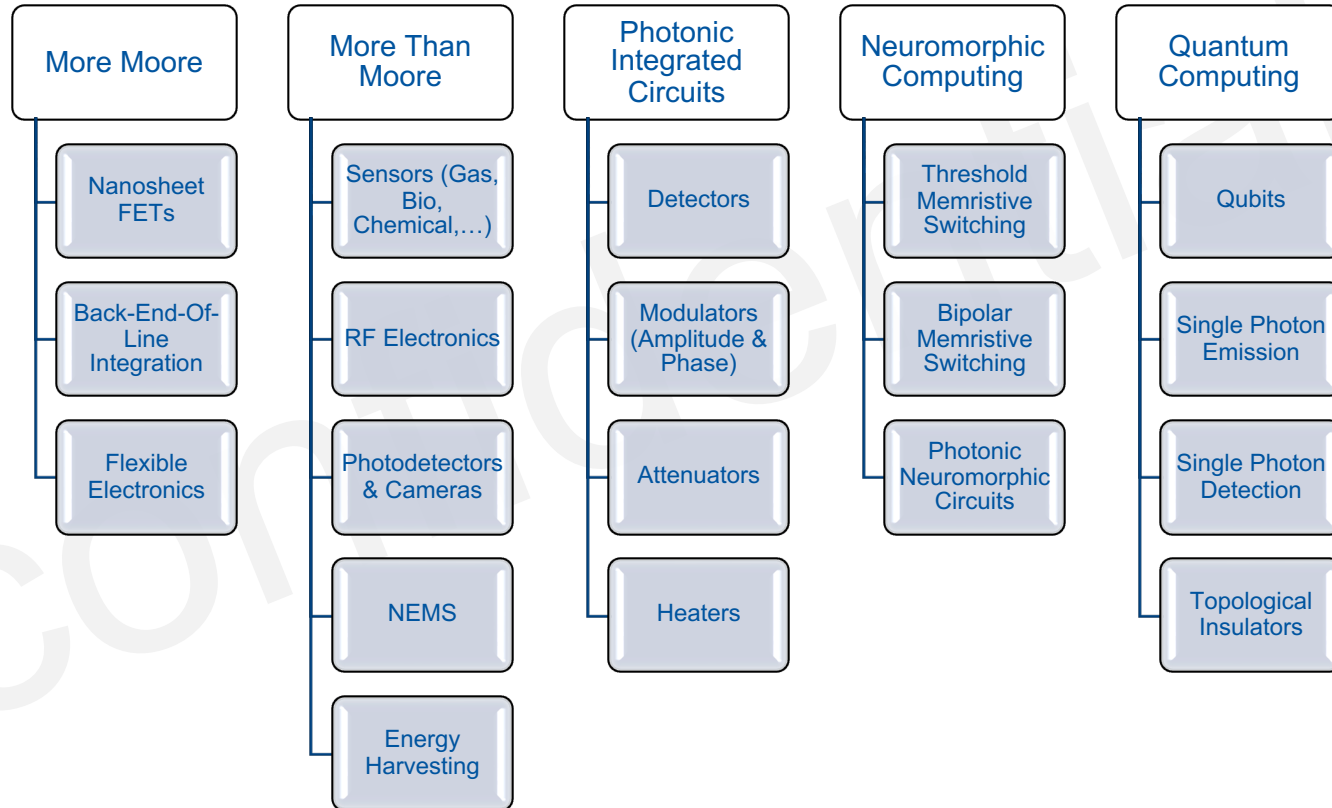 More Moore
Nanosheet
FETs
Back-End-Of-
Line
Integration
Flexible
Electronics
More Than
Moore
Sensors (Gas,
Bio,
Chemical,…)
RF Electronics
Photodetectors
& Cameras
NEMS
Energy
Harvesting
Photonic
Integrated
Circuits
Detectors
Modulators
(Amplitude &
Phase)
Attenuators
Heaters
Neuromorphic
Computing
Threshold
Memristive
Switching
Bipolar
Memristive
Switching
Photonic
Neuromorphic
Circuits
Quantum
Computing
Qubits
Single Photon
Emission
Single Photon
Detection
Topological
Insulators
confidential